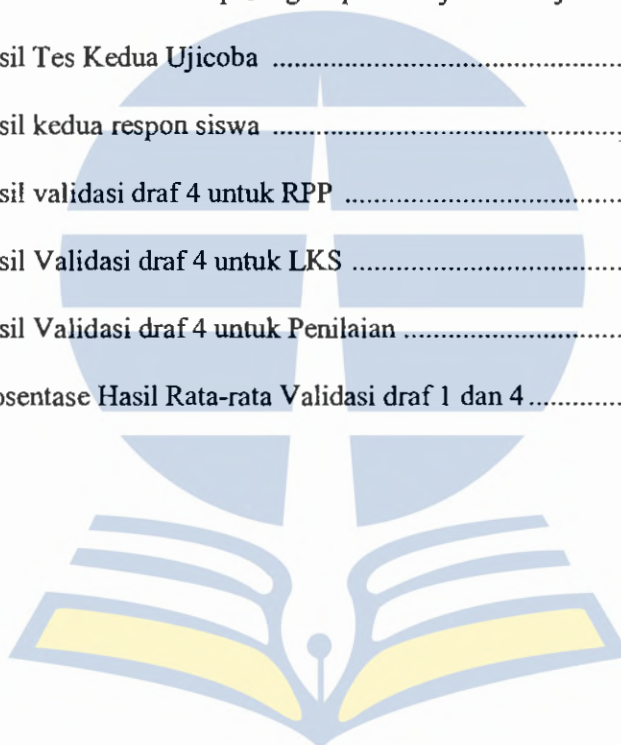 sil Tes Kedua Ujicoba ......................................................
sil kedua respon siswa ......................................................
sil validasi draf 4 untuk RPP ..........................................
sil Validasi draf 4 untuk LKS ..........................................
sil Validasi draf 4 untuk Penilaian .................................
osentase Hasil Rata-rata Validasi draf 1 dan 4 .............